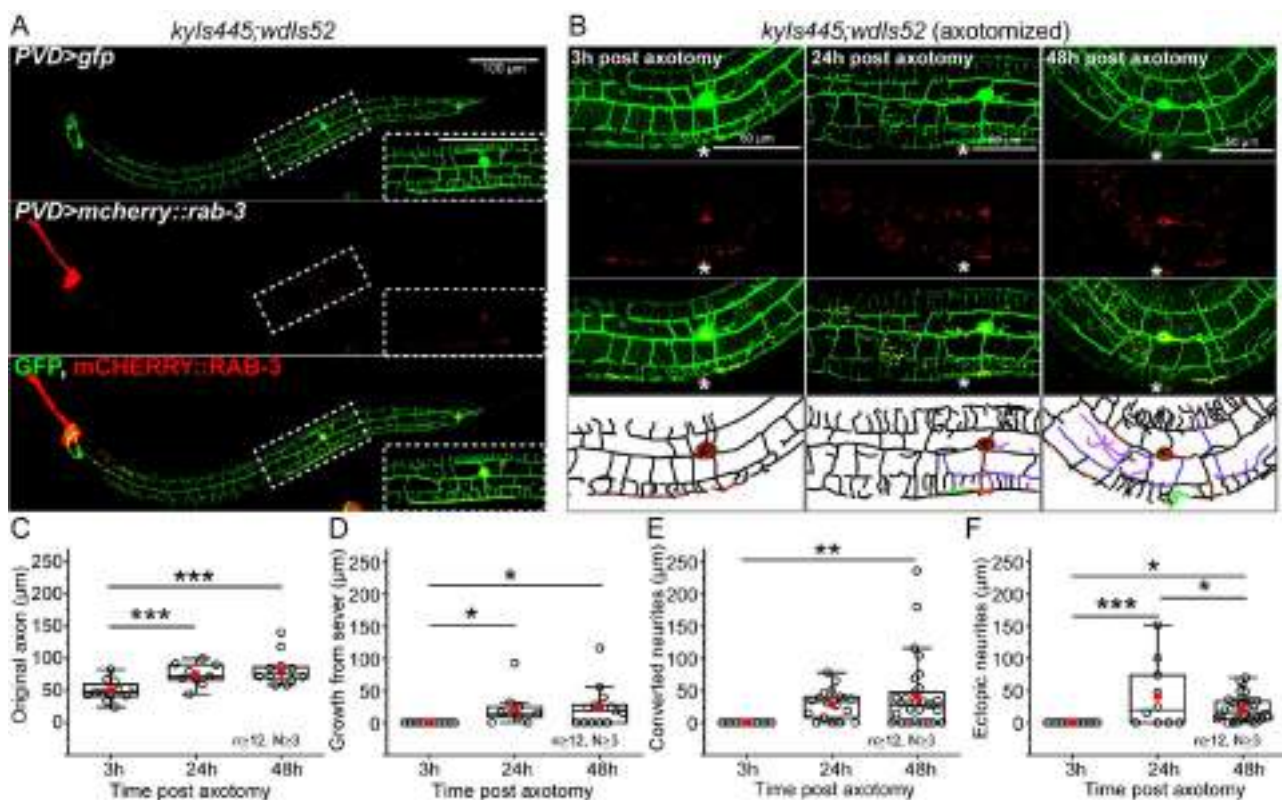 A
kyIs445;wdIs52
PVD>gfp
100 µm
PVD>mcherry::rab-3
GFP, mCHERRY::RAB-3
B
kyIs445;wdIs52 (axotomized)
3h post axotomy
24h post axotomy
48h post axotomy
*
50 µm
*
50 µm
*
50 µm
*
*
*
*
*
*
C
Original axon (µm)
250
200
150
100
50
0
***
***
n≥12, N≥3
3h
24h
48h
Time post axotomy
D
Growth from sever (µm)
250
200
150
100
50
0
*
*
n≥12, N≥3
3h
24h
48h
Time post axotomy
E
Converted neurites (µm)
250
200
150
100
50
0
**
n≥12, N≥3
3h
24h
48h
Time post axotomy
F
Ectopic neurites (µm)
250
200
150
100
50
0
*
***
*
n≥12, N≥3
3h
24h
48h
Time post axotomy